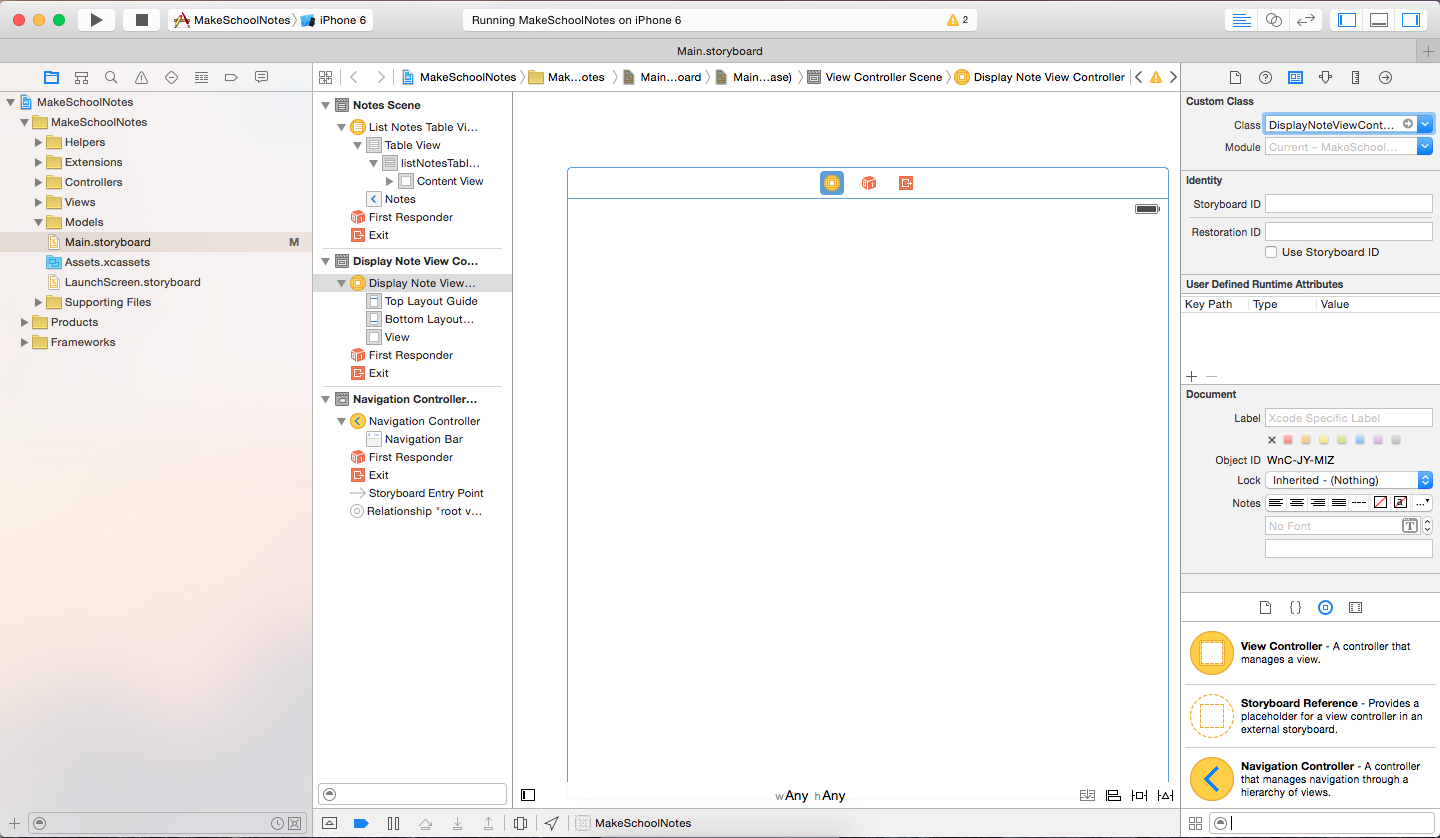 MakeSchoolNotes iPhone 6
Running MakeSchoolNotes on iPhone 6
2
Main.storyboard
MakeSchoolNotes
MakeSchoolNotes
Helpers
Extensions
Controllers
Views
Models
Main.storyboard M
Assets.xcassets
LaunchScreen.storyboard
Supporting Files
Products
Frameworks
MakeSchoolNotes Mak...otes Main...oard Main...ase) View Controller Scene Display Note View Controller
Notes Scene
List Notes Table Vi...
Table View
listNotesTabl...
Content View
Notes
First Responder
Exit
Display Note View Co...
Display Note View...
Top Layout Guide
Bottom Layout...
View
First Responder
Exit
Navigation Controller...
Navigation Controller
Navigation Bar
First Responder
Exit
Storyboard Entry Point
Relationship "root v...
wAny hAny
MakeSchoolNotes
Custom Class
Class DisplayNoteViewCont...
Module Current – MakeSchool...
Identity
Storyboard ID
Restoration ID
Use Storyboard ID
User Defined Runtime Attributes
Key Path Type Value
Document
Label Xcode Specific Label
Object ID WnC-JY-MIZ
Lock Inherited - (Nothing)
Notes
No Font
View Controller - A controller that
manages a view.
Storyboard Reference - Provides a
placeholder for a view controller in an
external storyboard.
Navigation Controller - A controller
that manages navigation through a
hierarchy of views.